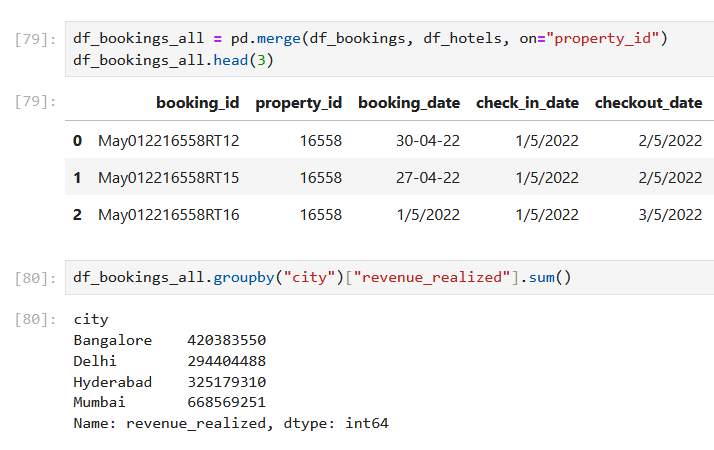 [79]: df_bookings_all = pd.merge(df_bookings, df_hotels, on="property_id")
df_bookings_all.head(3)
[79]: booking_id property_id booking_date check_in_date checkout_date
0 May012216558RT12 16558 30-04-22 1/5/2022 2/5/2022
1 May012216558RT15 16558 27-04-22 1/5/2022 2/5/2022
2 May012216558RT16 16558 1/5/2022 1/5/2022 3/5/2022
[80]: df_bookings_all.groupby("city")["revenue_realized"].sum()
[80]: city
Bangalore 420383550
Delhi 294404488
Hyderabad 325179310
Mumbai 668569251
Name: revenue_realized, dtype: int64